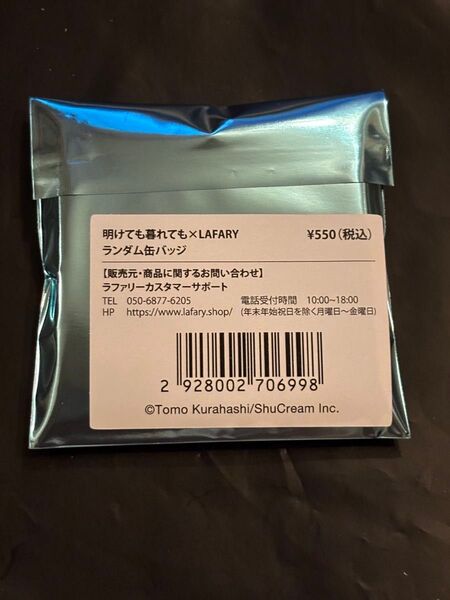 明けても暮れても×LAFARY ¥550(税込)
ランダム缶バッジ
【販売元・商品に関するお問い合わせ】
ラファリーカスタマーサポート
TEL 050-6877-6205 電話受付時間 10:00~18:00
HP https://www.lafary.shop/ (年末年始祝日を除く月曜日~金曜日)
2 928002 706998
©Tomo Kurahashi/ShuCream Inc.